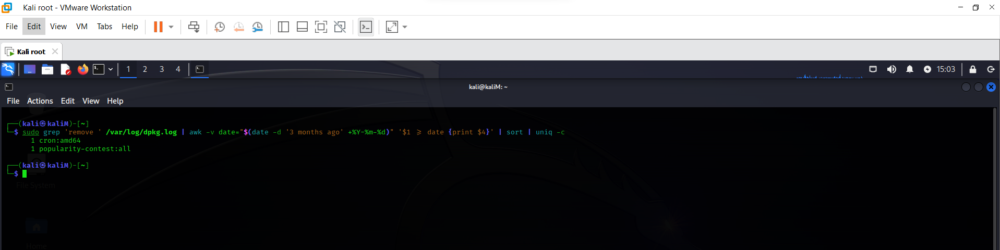 Kali root - VMware Workstation
File Edit View VM Tabs Help
Kali root
1 2 3 4 15:03
kali@kaliM: ~
File Actions Edit View Help
┌──(kali㉿kaliM)-[~]
└─$ sudo grep 'remove ' /var/log/dpkg.log | awk -v date="$(date -d '3 months ago' +%Y-%m-%d)" '$1 >= date {print $4}' | sort | uniq -c
1 cron:amd64
1 popularity-contest:all
┌──(kali㉿kaliM)-[~]
└─$
File System
Home